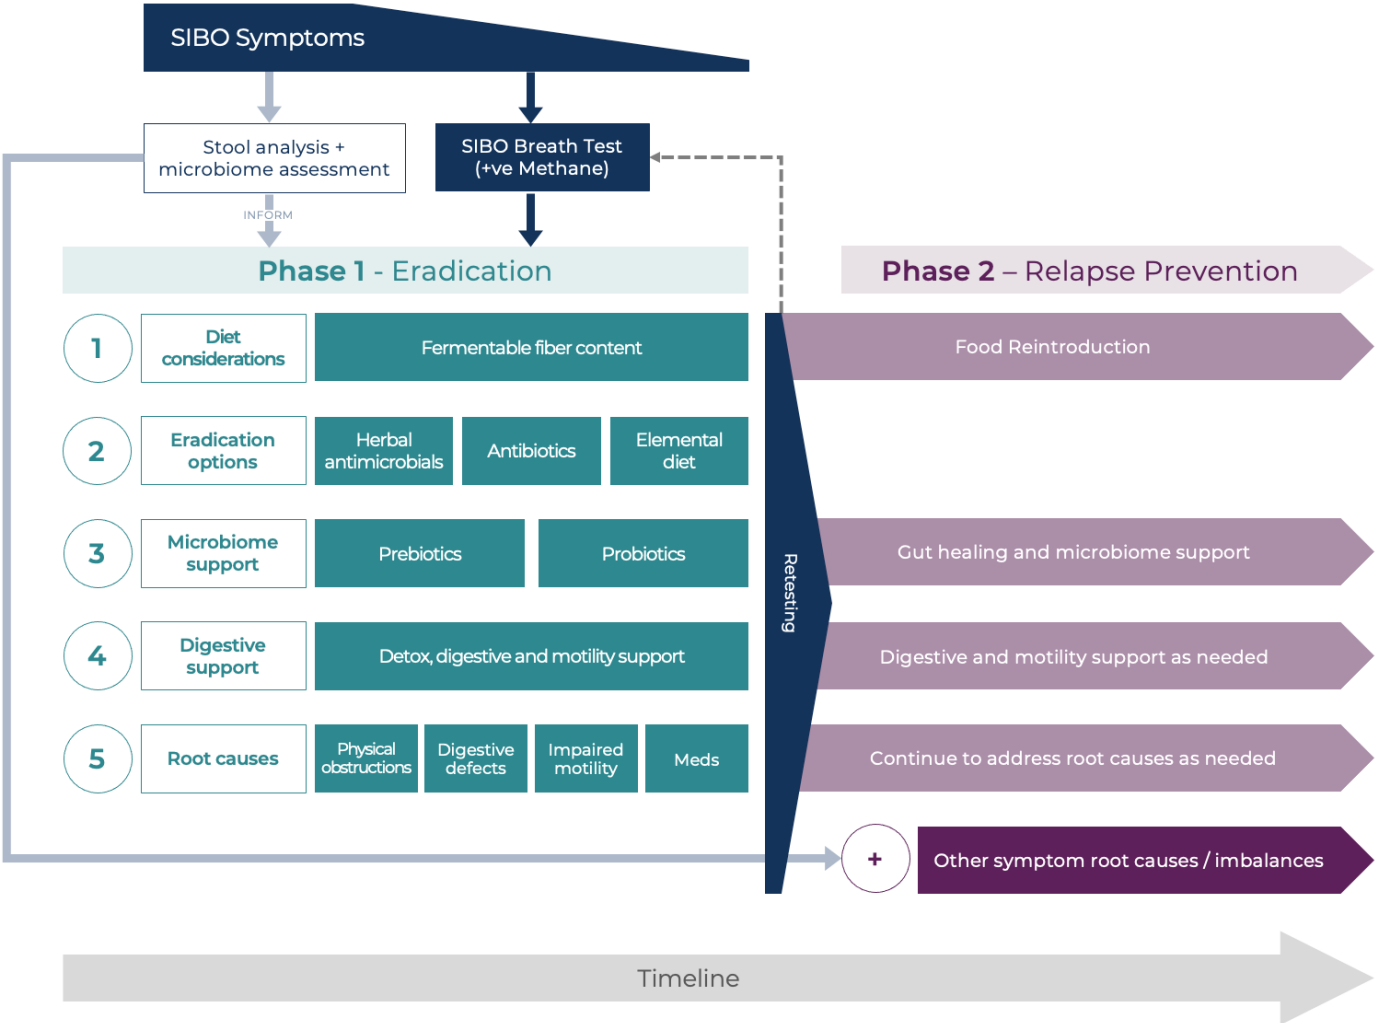 SIBO Symptoms
Stool analysis +
microbiome assessment
SIBO Breath Test
(+ve Methane)
INFORM
Phase 1 - Eradication
Phase 2 – Relapse Prevention
1
Diet
considerations
Fermentable fiber content
Food Reintroduction
2
Eradication
options
Herbal
antimicrobials
Antibiotics
Elemental
diet
3
Microbiome
support
Prebiotics
Probiotics
Retesting
Gut healing and microbiome support
4
Digestive
support
Detox, digestive and motility support
Digestive and motility support as needed
5
Root causes
Physical
obstructions
Digestive
defects
Impaired
motility
Meds
Continue to address root causes as needed
+
Other symptom root causes / imbalances
Timeline